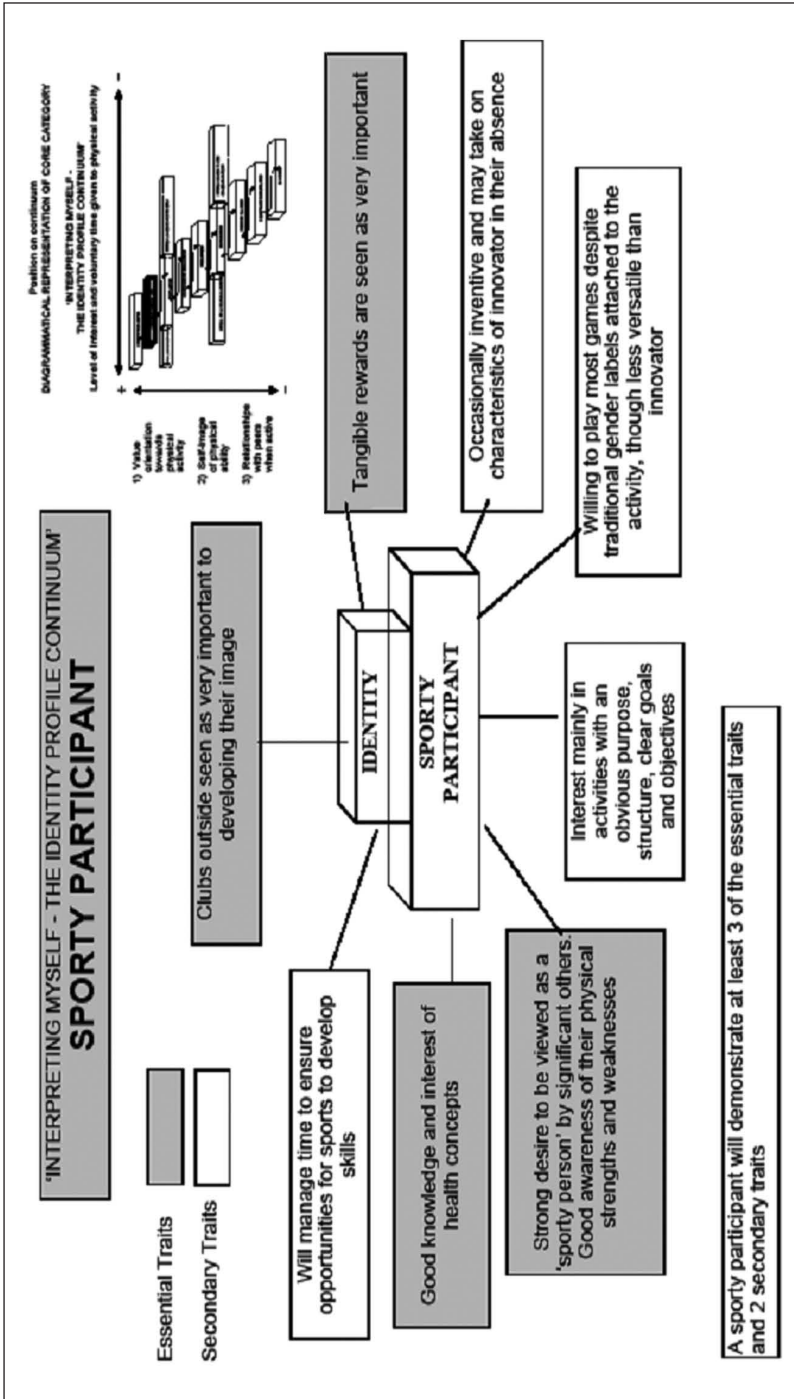 'INTERPRETING MYSELF - THE IDENTITY PROFILE CONTINUUM'
SPORTY PARTICIPANT
Position on continuum
DIAGRAMMATICAL REPRESENTATION OF CORE CATEGORY
'INTERPRETING MYSELF -
THE IDENTITY PROFILE CONTINUUM'
Level of interest and voluntary time given to physical activity
+
-
-
1) Value
orientation
towards
physical
activity
2) Self-image
of physical
ability
3) Relationships
with peers
when active
Essential Traits
Secondary Traits
Clubs outside seen as very important to
developing their image
Tangible rewards are seen as very important
Will manage time to ensure
opportunities for sports to develop
skills
IDENTITY
SPORTY
PARTICIPANT
Occasionally inventive and may take on
characteristics of innovator in their absence
Good knowledge and interest of
health concepts
Willing to play most games despite
traditional gender labels attached to the
activity, though less versatile than
innovator
Strong desire to be viewed as a
'sporty person' by significant others.
Good awareness of their physical
strengths and weaknesses
Interest mainly in
activities with an
obvious purpose,
structure, clear goals
and objectives
A sporty participant will demonstrate at least 3 of the essential traits
and 2 secondary traits